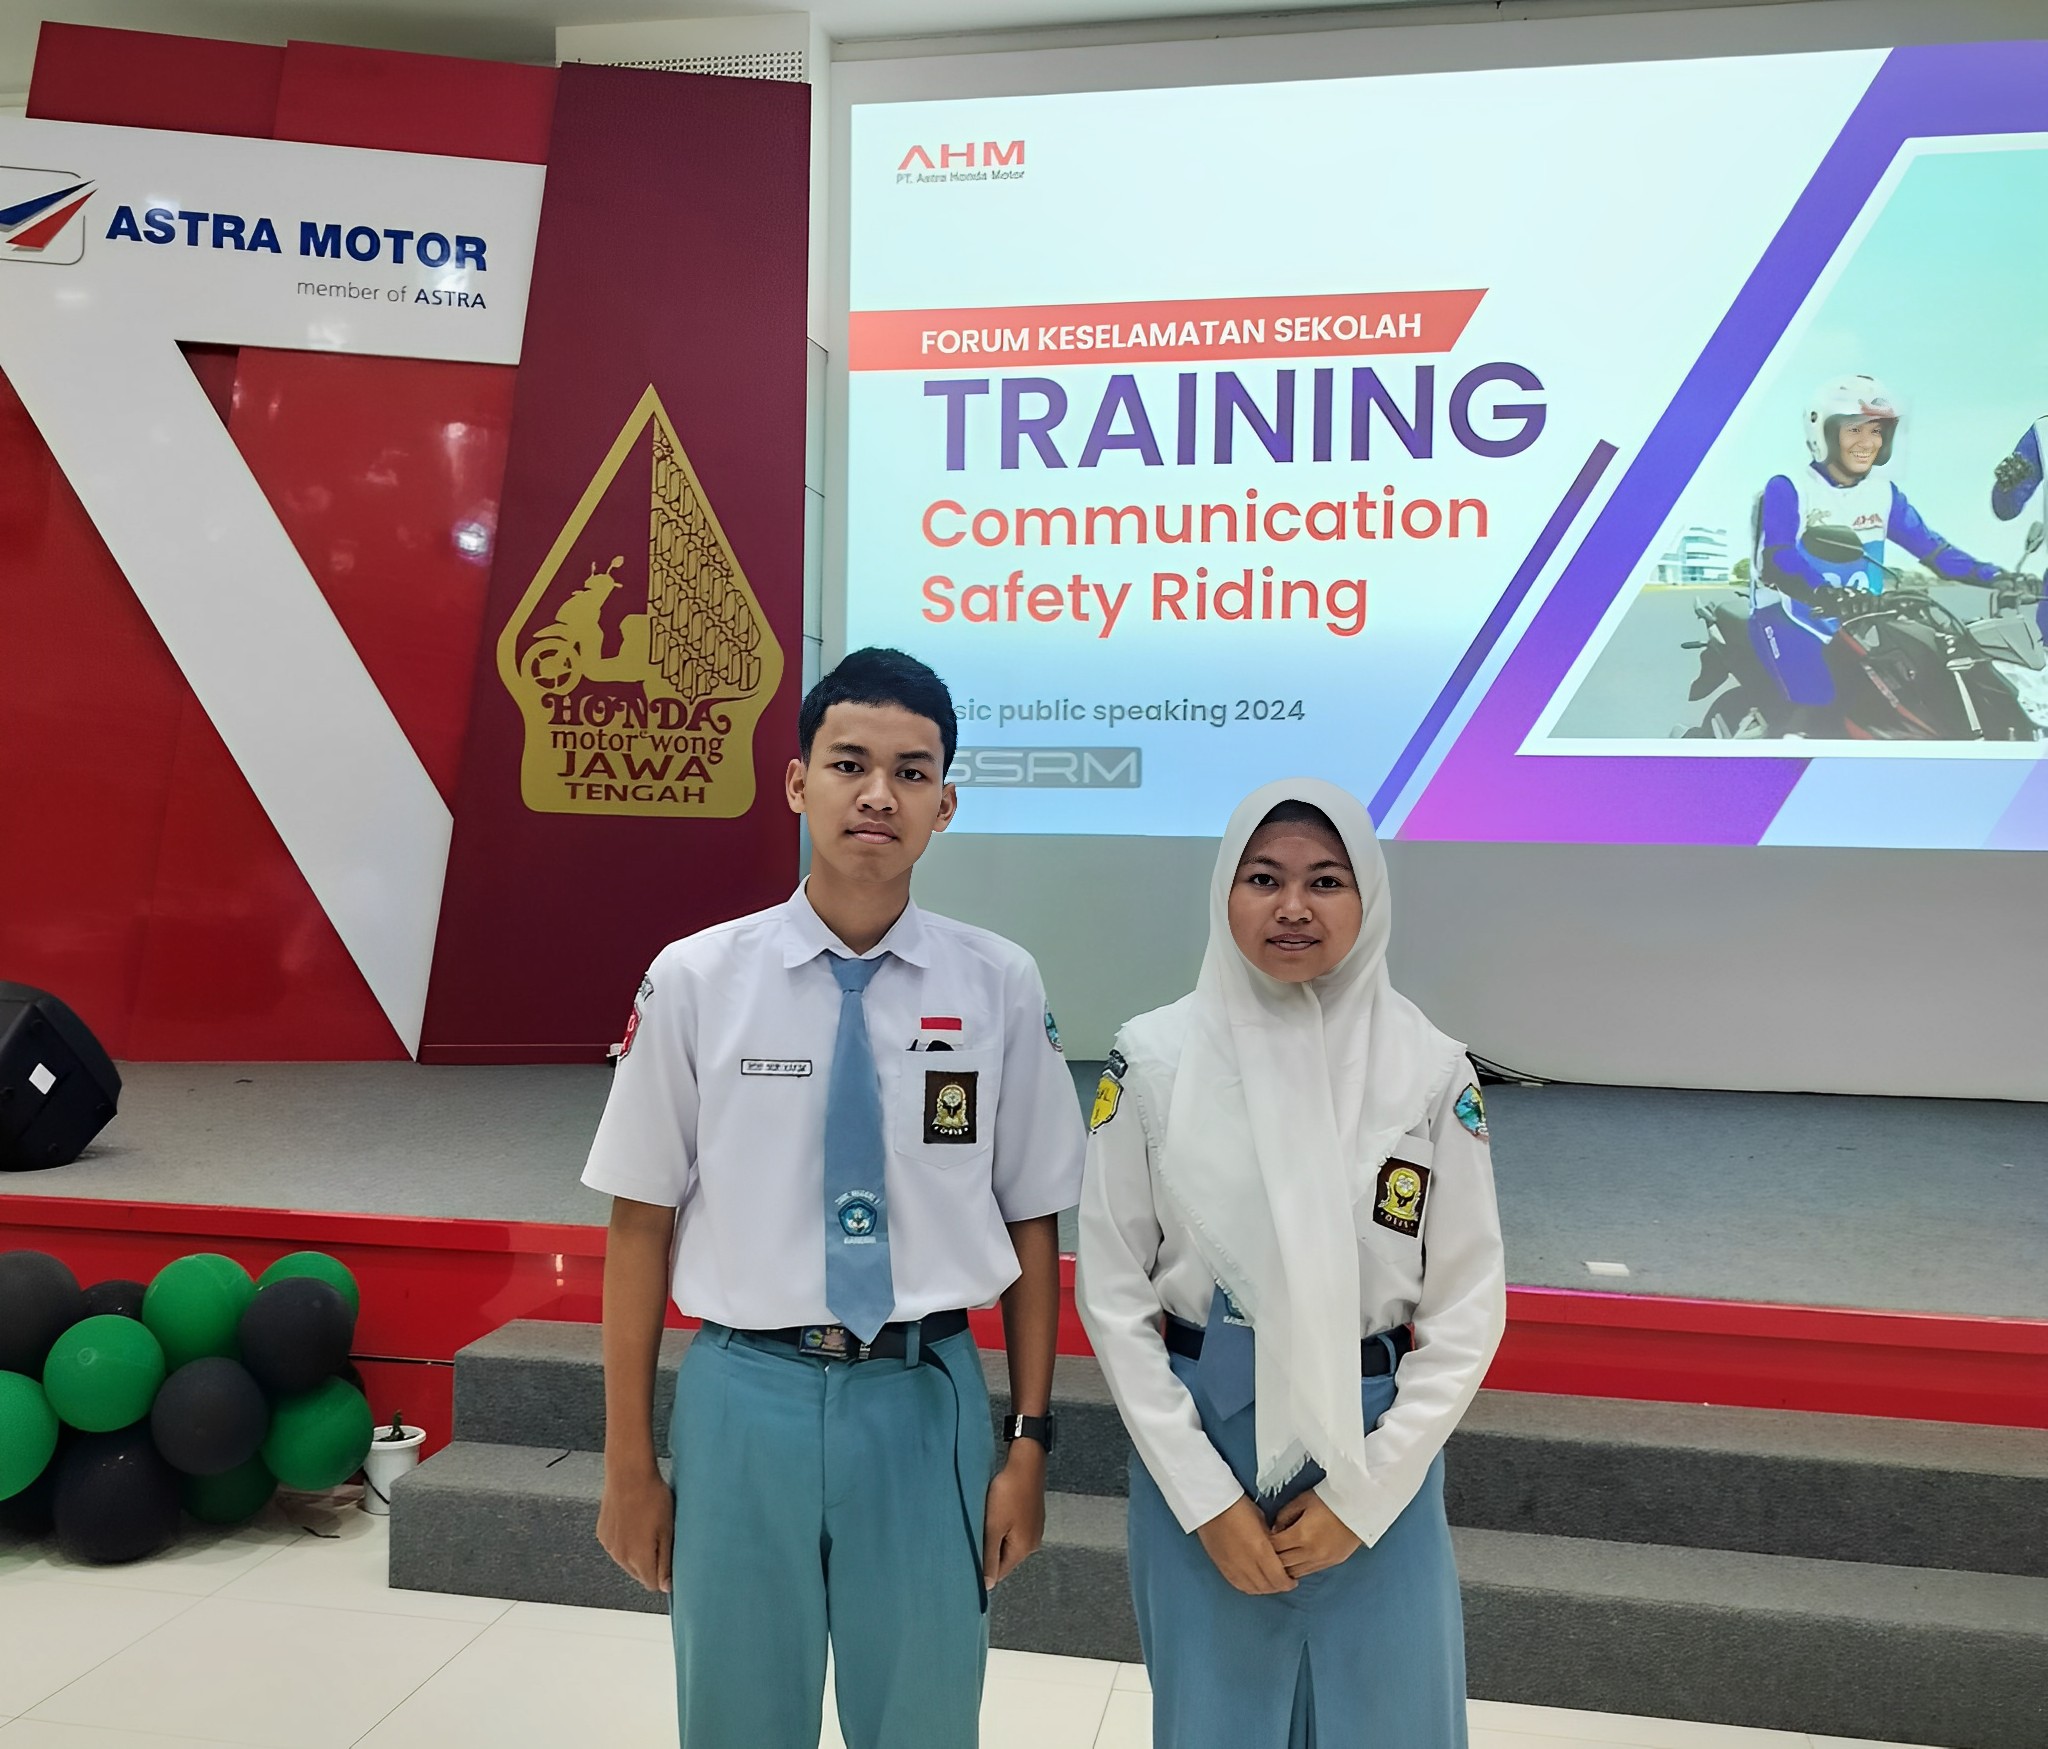 ASTRA MOTOR
member of ASTRA
HONDA
motor e wong
JAWA
TENGAH
AHM
PT. Astra Honda Motor
FORUM KESELAMATAN SEKOLAH
TRAINING
Communication
Safety Riding
sic public speaking 2024
SSRM
OSIS